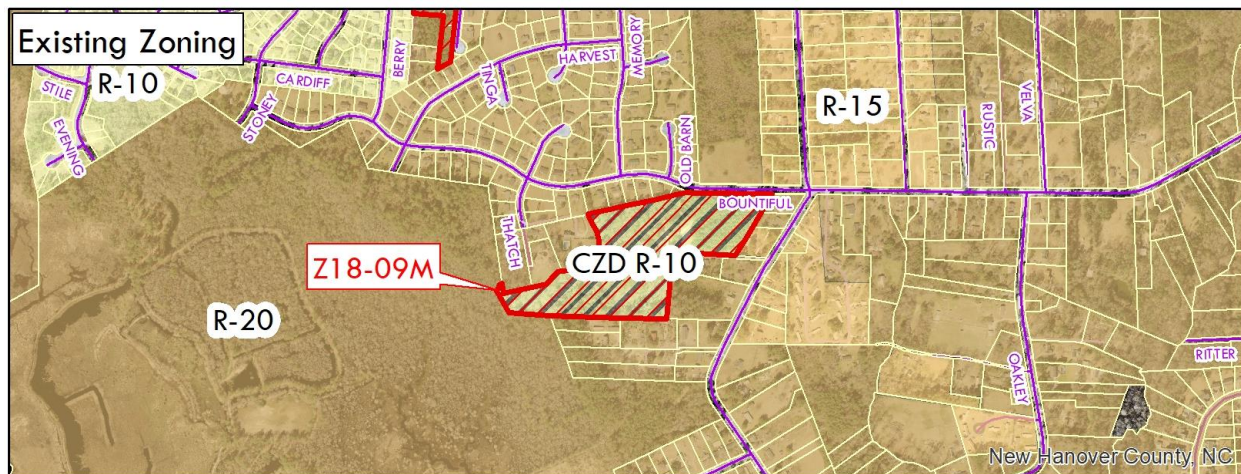 Existing Zoning
R-10
STILE
EVENING
CARDIFF
STONEY
BERRY
TINGA
HARVEST
MEMORY
OLD BARN
R-15
RUSTIC
VELVA
BOUNTIFUL
THATCH
Z18-09M
CZD R-10
R-20
OAKLEY
RITTER
New Hanover County, NC